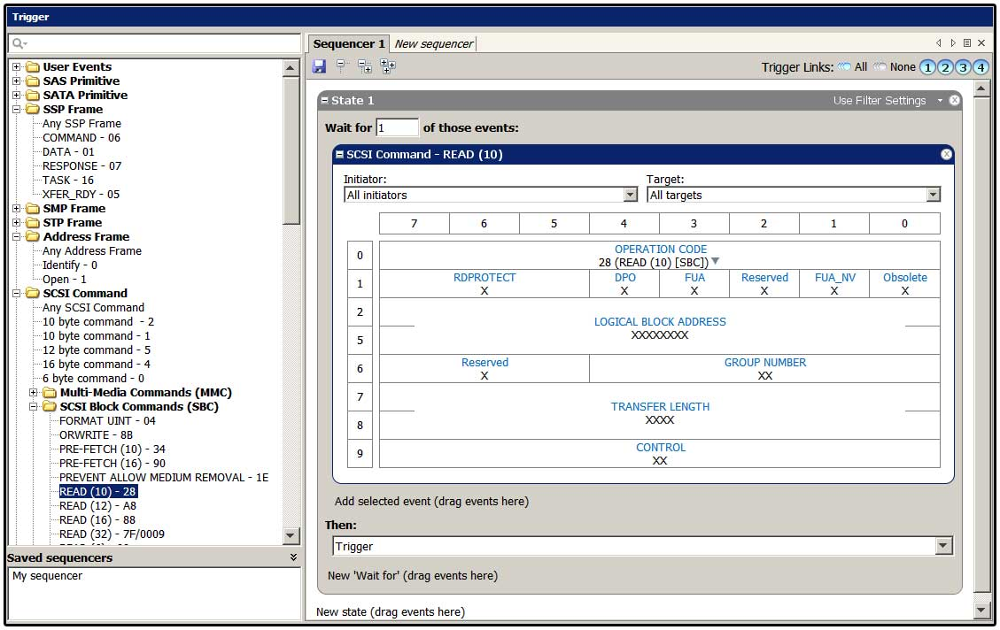 Trigger
User Events
SAS Primitive
SATA Primitive
SSP Frame
Any SSP Frame
COMMAND - 06
DATA - 01
RESPONSE - 07
TASK - 16
XFER_RDY - 05
SMP Frame
STP Frame
Address Frame
Any Address Frame
Identify - 0
Open - 1
SCSI Command
Any SCSI Command
10 byte command - 2
10 byte command - 1
12 byte command - 5
16 byte command - 4
6 byte command - 0
Multi-Media Commands (MMC)
SCSI Block Commands (SBC)
FORMAT UINT - 04
ORWRITE - 8B
PRE-FETCH (10) - 34
PRE-FETCH (16) - 90
PREVENT ALLOW MEDIUM REMOVAL - 1E
READ (10) - 28
READ (12) - A8
READ (16) - 88
READ (32) - 7F/0009
Saved sequencers
My sequencer
Sequencer 1 New sequencer
Trigger Links: All None 1 2 3 4
State 1 Use Filter Settings
Wait for 1 of those events:
SCSI Command - READ (10)
Initiator: Target:
All initiators All targets
7 6 5 4 3 2 1 0
0 OPERATION CODE
28 (READ (10) [SBC])
1 RDPROTECT DPO FUA Reserved FUA_NV Obsolete
X X X X X X
2
LOGICAL BLOCK ADDRESS
XXXXXXXX
5
6 Reserved GROUP NUMBER
X XX
7
TRANSFER LENGTH
XXXX
8
9 CONTROL
XX
Add selected event (drag events here)
Then:
Trigger
New 'Wait for' (drag events here)
New state (drag events here)